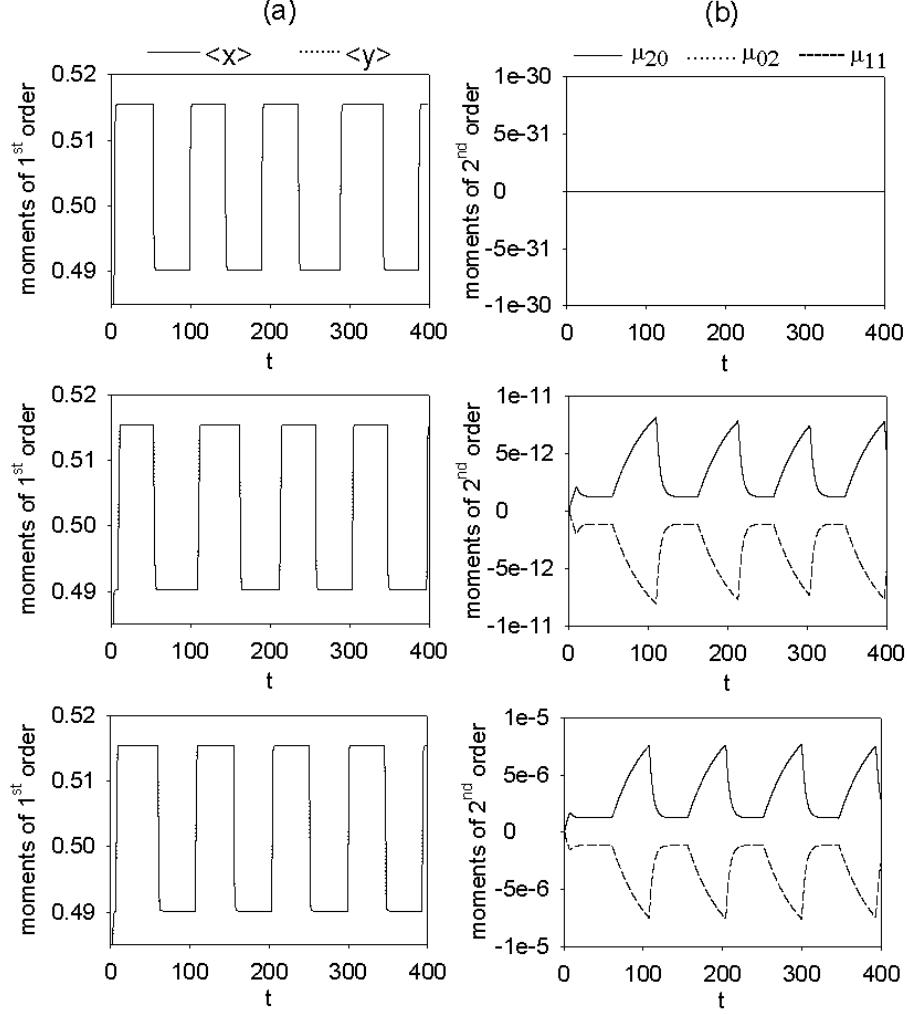 (a)
<x> <y>
moments of 1st order
0.52
0.51
0.50
0.49
0 100 200 300 400
t
(b)
μ20 μ02 μ11
moments of 2nd order
1e-30
5e-31
0
-5e-31
-1e-30
0 100 200 300 400
t
moments of 1st order
0.52
0.51
0.50
0.49
0 100 200 300 400
t
moments of 2nd order
1e-11
5e-12
0
-5e-12
-1e-11
0 100 200 300 400
t
moments of 1st order
0.52
0.51
0.50
0.49
0 100 200 300 400
t
moments of 2nd order
1e-5
5e-6
0
-5e-6
-1e-5
0 100 200 300 400
t